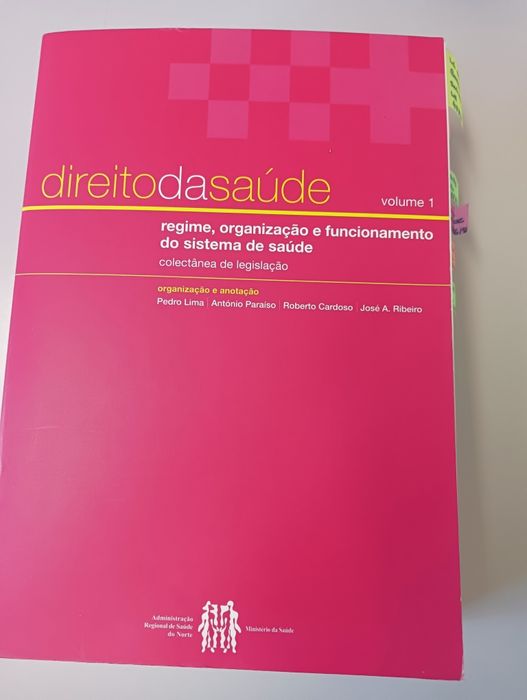 direitodasaúde
volume 1
regime, organização e funcionamento
do sistema de saúde
colectânea de legislação
organização e anotação
Pedro Lima | António Paraíso | Roberto Cardoso | José A. Ribeiro
Administração
Regional de Saúde
do Norte
Ministério da Saúde